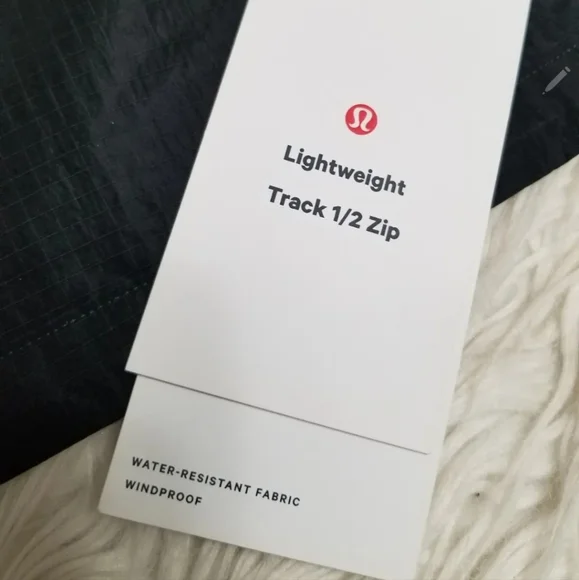 Lightweight
Track 1/2 Zip
WATER-RESISTANT FABRIC
WINDPROOF